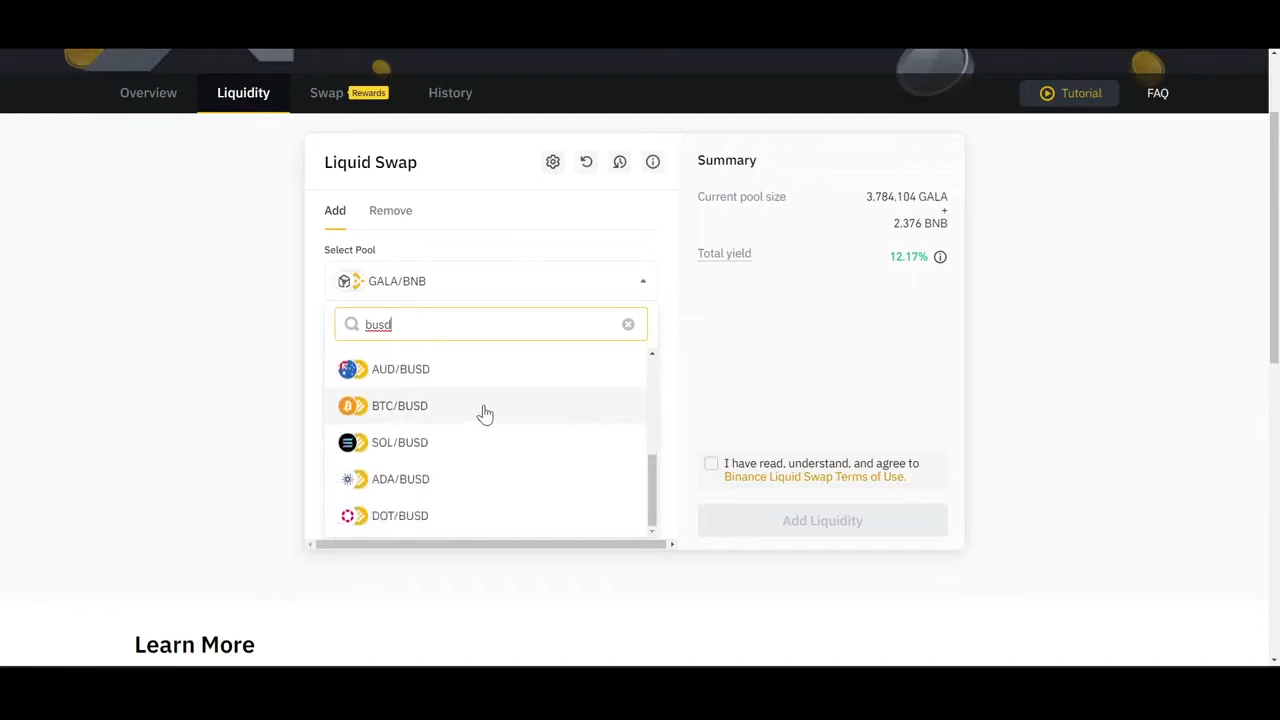 Overview Liquidity Swap Rewards History Tutorial FAQ
Liquid Swap
Add Remove
Select Pool
GALA/BNB
busd
AUD/BUSD
BTC/BUSD
SOL/BUSD
ADA/BUSD
DOT/BUSD
Summary
Current pool size 3,784,104 GALA
+
2,376 BNB
Total yield 12.17%
I have read, understand, and agree to
Binance Liquid Swap Terms of Use.
Add Liquidity
Learn More